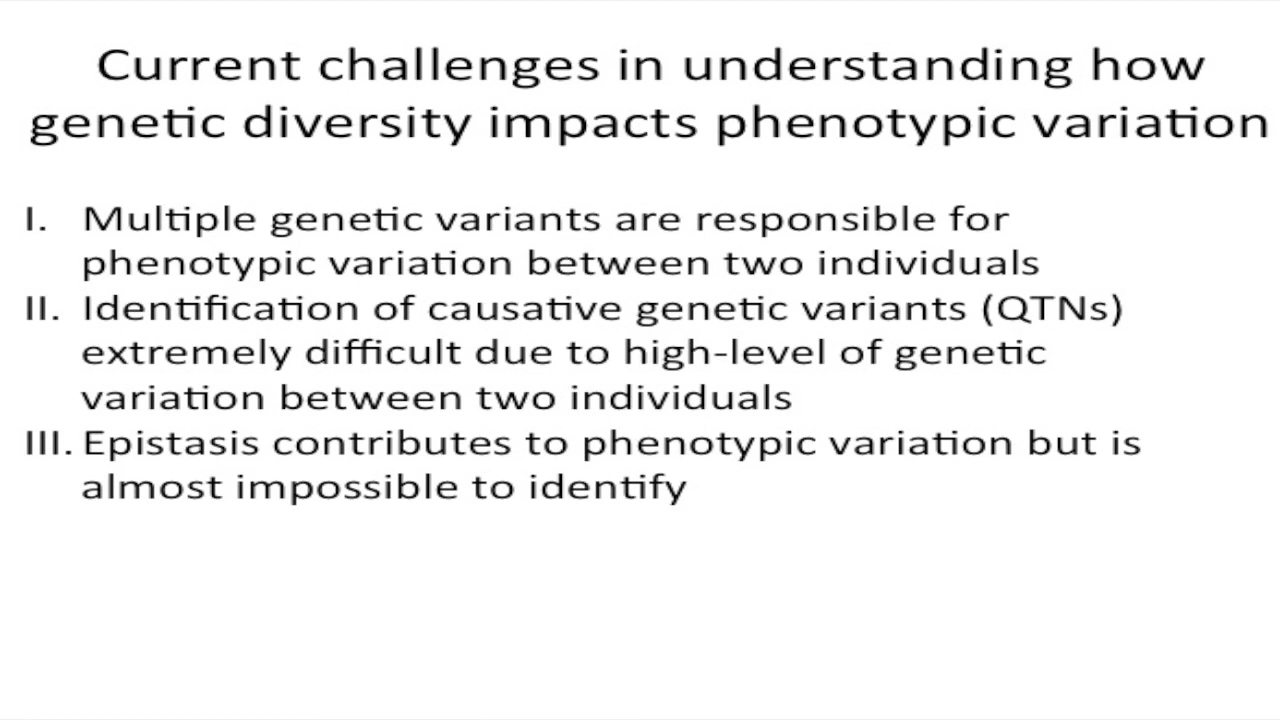 Current challenges in understanding how
genetic diversity impacts phenotypic variation
I. Multiple genetic variants are responsible for
phenotypic variation between two individuals
II. Identification of causative genetic variants (QTNs)
extremely difficult due to high-level of genetic
variation between two individuals
III. Epistasis contributes to phenotypic variation but is
almost impossible to identify